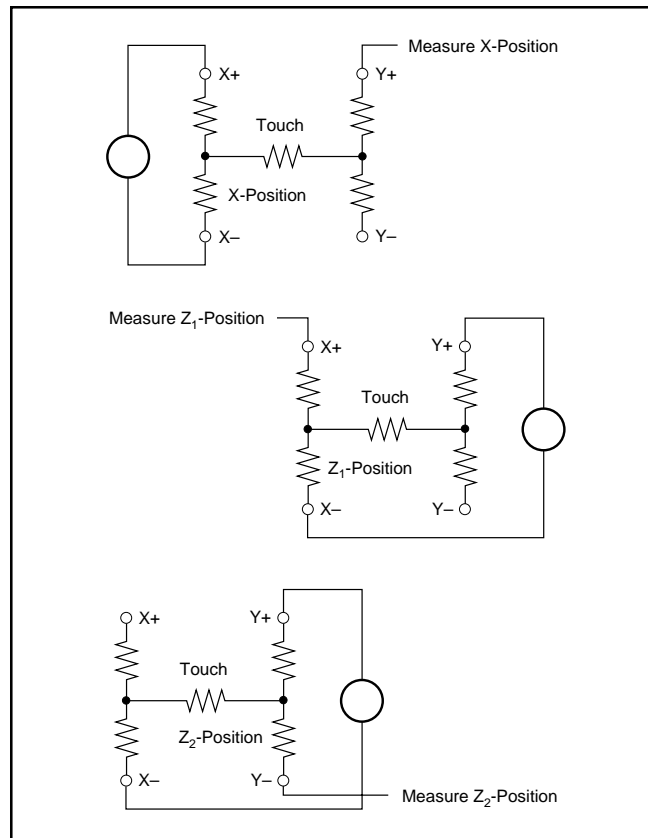 Measure X-Position
X+
Y+
Touch
X-Position
X–
Y–
Measure Z₁-Position
X+
Y+
Touch
Z₁-Position
X–
Y–
X+
Y+
Touch
Z₂-Position
X–
Y–
Measure Z₂-Position